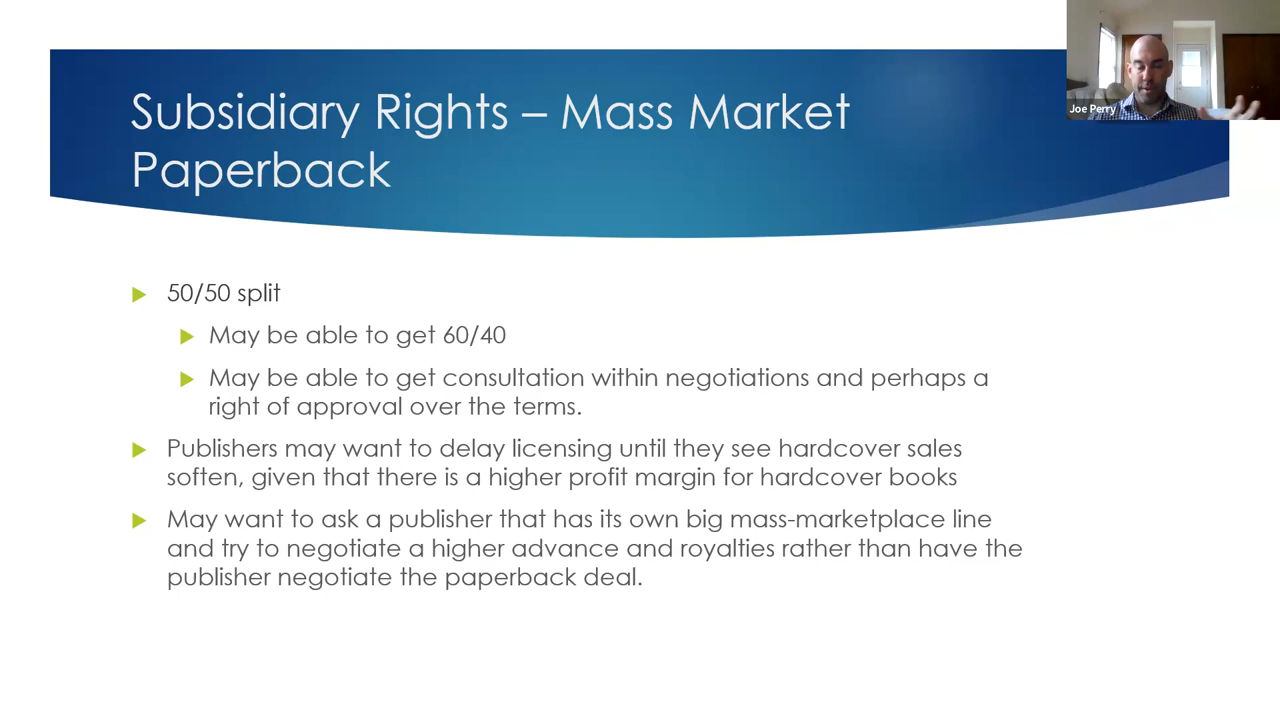 Subsidiary Rights – Mass Market
Paperback
Joe Perry
50/50 split
May be able to get 60/40
May be able to get consultation within negotiations and perhaps a
right of approval over the terms.
Publishers may want to delay licensing until they see hardcover sales
soften, given that there is a higher profit margin for hardcover books
May want to ask a publisher that has its own big mass-marketplace line
and try to negotiate a higher advance and royalties rather than have the
publisher negotiate the paperback deal.